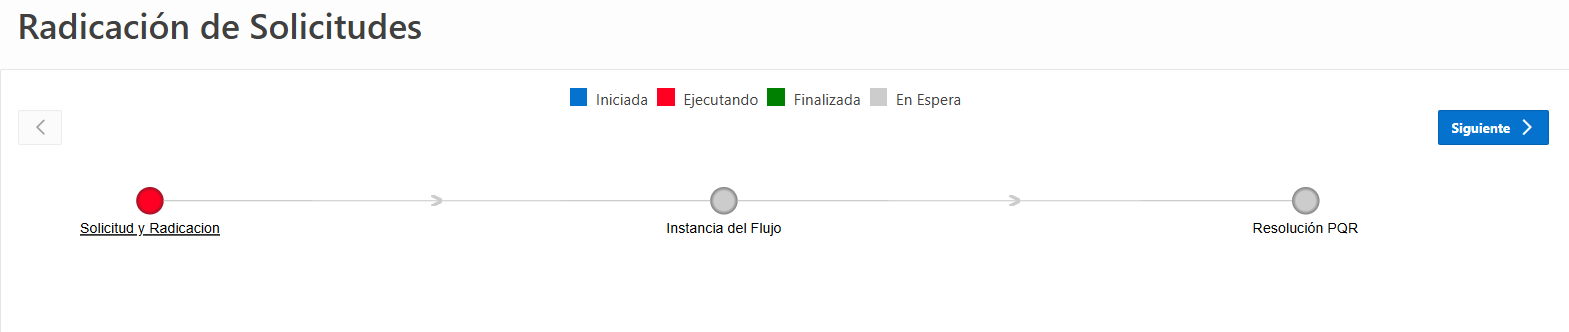 Radicación de Solicitudes
Iniciada Ejecutando Finalizada En Espera
Siguiente
Solicitud y Radicacion Instancia del Flujo Resolución PQR